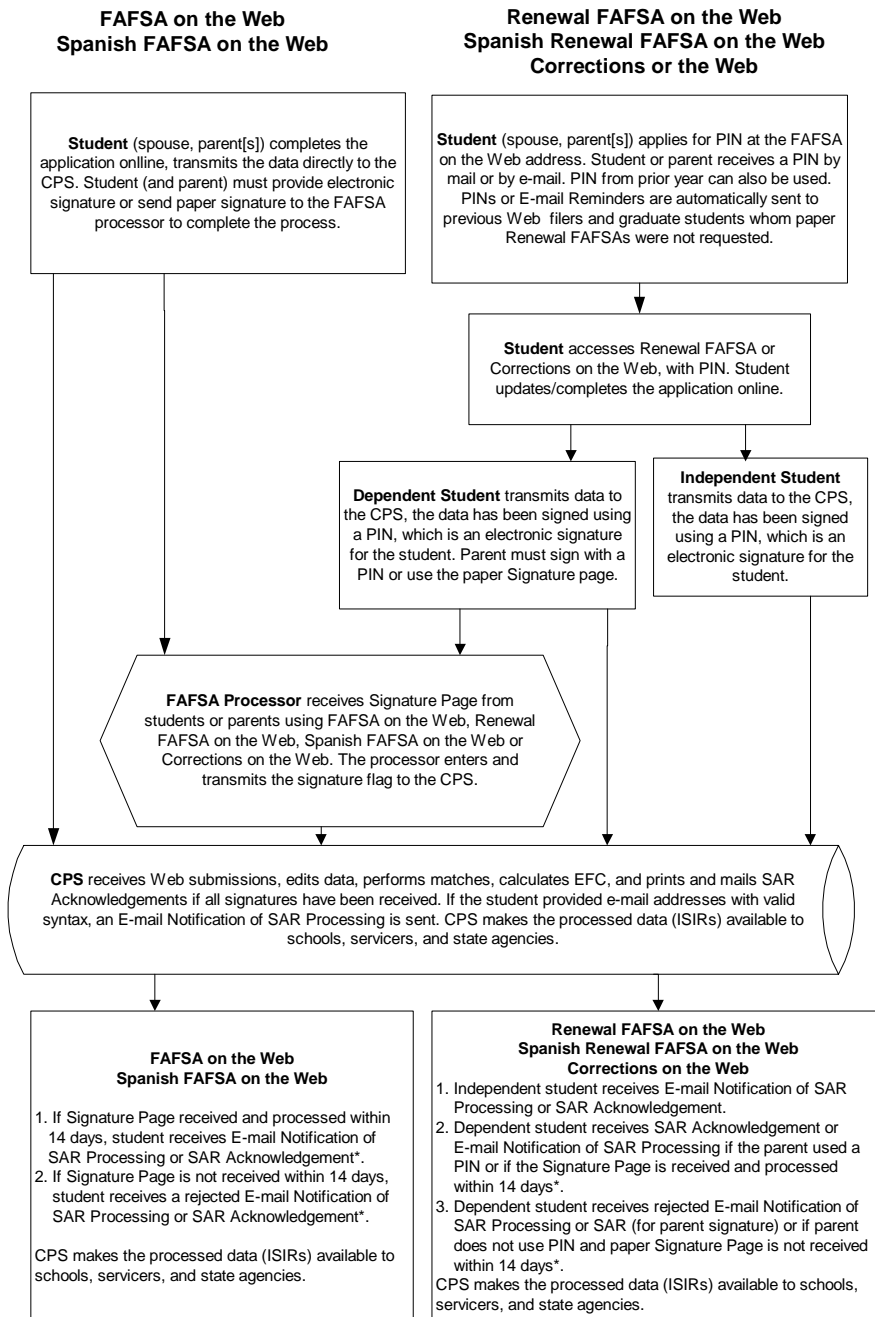 FAFSA on the Web
Spanish FAFSA on the Web
Renewal FAFSA on the Web
Spanish Renewal FAFSA on the Web
Corrections or the Web
Student (spouse, parent[s]) completes the
application onlline, transmits the data directly to the
CPS. Student (and parent) must provide electronic
signature or send paper signature to the FAFSA
processor to complete the process.
Student (spouse, parent[s]) applies for PIN at the FAFSA
on the Web address. Student or parent receives a PIN by
mail or by e-mail. PIN from prior year can also be used.
PINs or E-mail Reminders are automatically sent to
previous Web filers and graduate students whom paper
Renewal FAFSAs were not requested.
Student accesses Renewal FAFSA or
Corrections on the Web, with PIN. Student
updates/completes the application online.
Dependent Student transmits data to
the CPS, the data has been signed using
a PIN, which is an electronic signature
for the student. Parent must sign with a
PIN or use the paper Signature page.
Independent Student
transmits data to the CPS,
the data has been signed
using a PIN, which is an
electronic signature for the
student.
FAFSA Processor receives Signature Page from
students or parents using FAFSA on the Web, Renewal
FAFSA on the Web, Spanish FAFSA on the Web or
Corrections on the Web. The processor enters and
transmits the signature flag to the CPS.
CPS receives Web submissions, edits data, performs matches, calculates EFC, and prints and mails SAR
Acknowledgements if all signatures have been received. If the student provided e-mail addresses with valid
syntax, an E-mail Notification of SAR Processing is sent. CPS makes the processed data (ISIRs) available to
schools, servicers, and state agencies.
FAFSA on the Web
Spanish FAFSA on the Web
1. If Signature Page received and processed within
14 days, student receives E-mail Notification of
SAR Processing or SAR Acknowledgement*.
2. If Signature Page is not received within 14 days,
student receives a rejected E-mail Notification of
SAR Processing or SAR Acknowledgement*.
CPS makes the processed data (ISIRs) available to
schools, servicers, and state agencies.
Renewal FAFSA on the Web
Spanish Renewal FAFSA on the Web
Corrections on the Web
1. Independent student receives E-mail Notification of SAR
Processing or SAR Acknowledgement.
2. Dependent student receives SAR Acknowledgement or
E-mail Notification of SAR Processing if the parent used a
PIN or if the Signature Page is received and processed
within 14 days*.
3. Dependent student receives rejected E-mail Notification of
SAR Processing or SAR (for parent signature) or if parent
does not use PIN and paper Signature Page is not received
within 14 days*.
CPS makes the processed data (ISIRs) available to schools,
servicers, and state agencies.